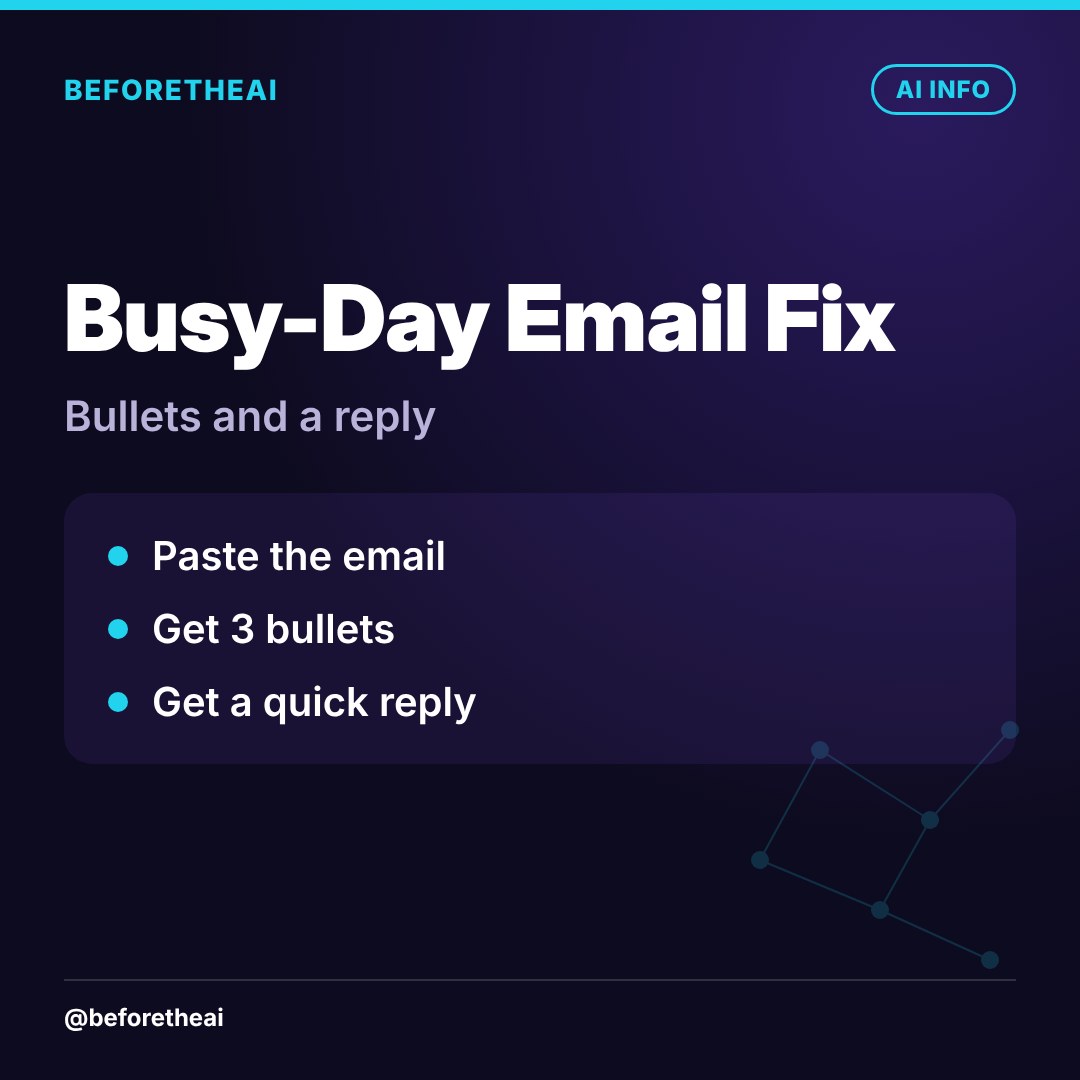 BEFORETHEAI
AI INFO
Busy-Day Email Fix
Bullets and a reply
Paste the email
Get 3 bullets
Get a quick reply
@beforetheai